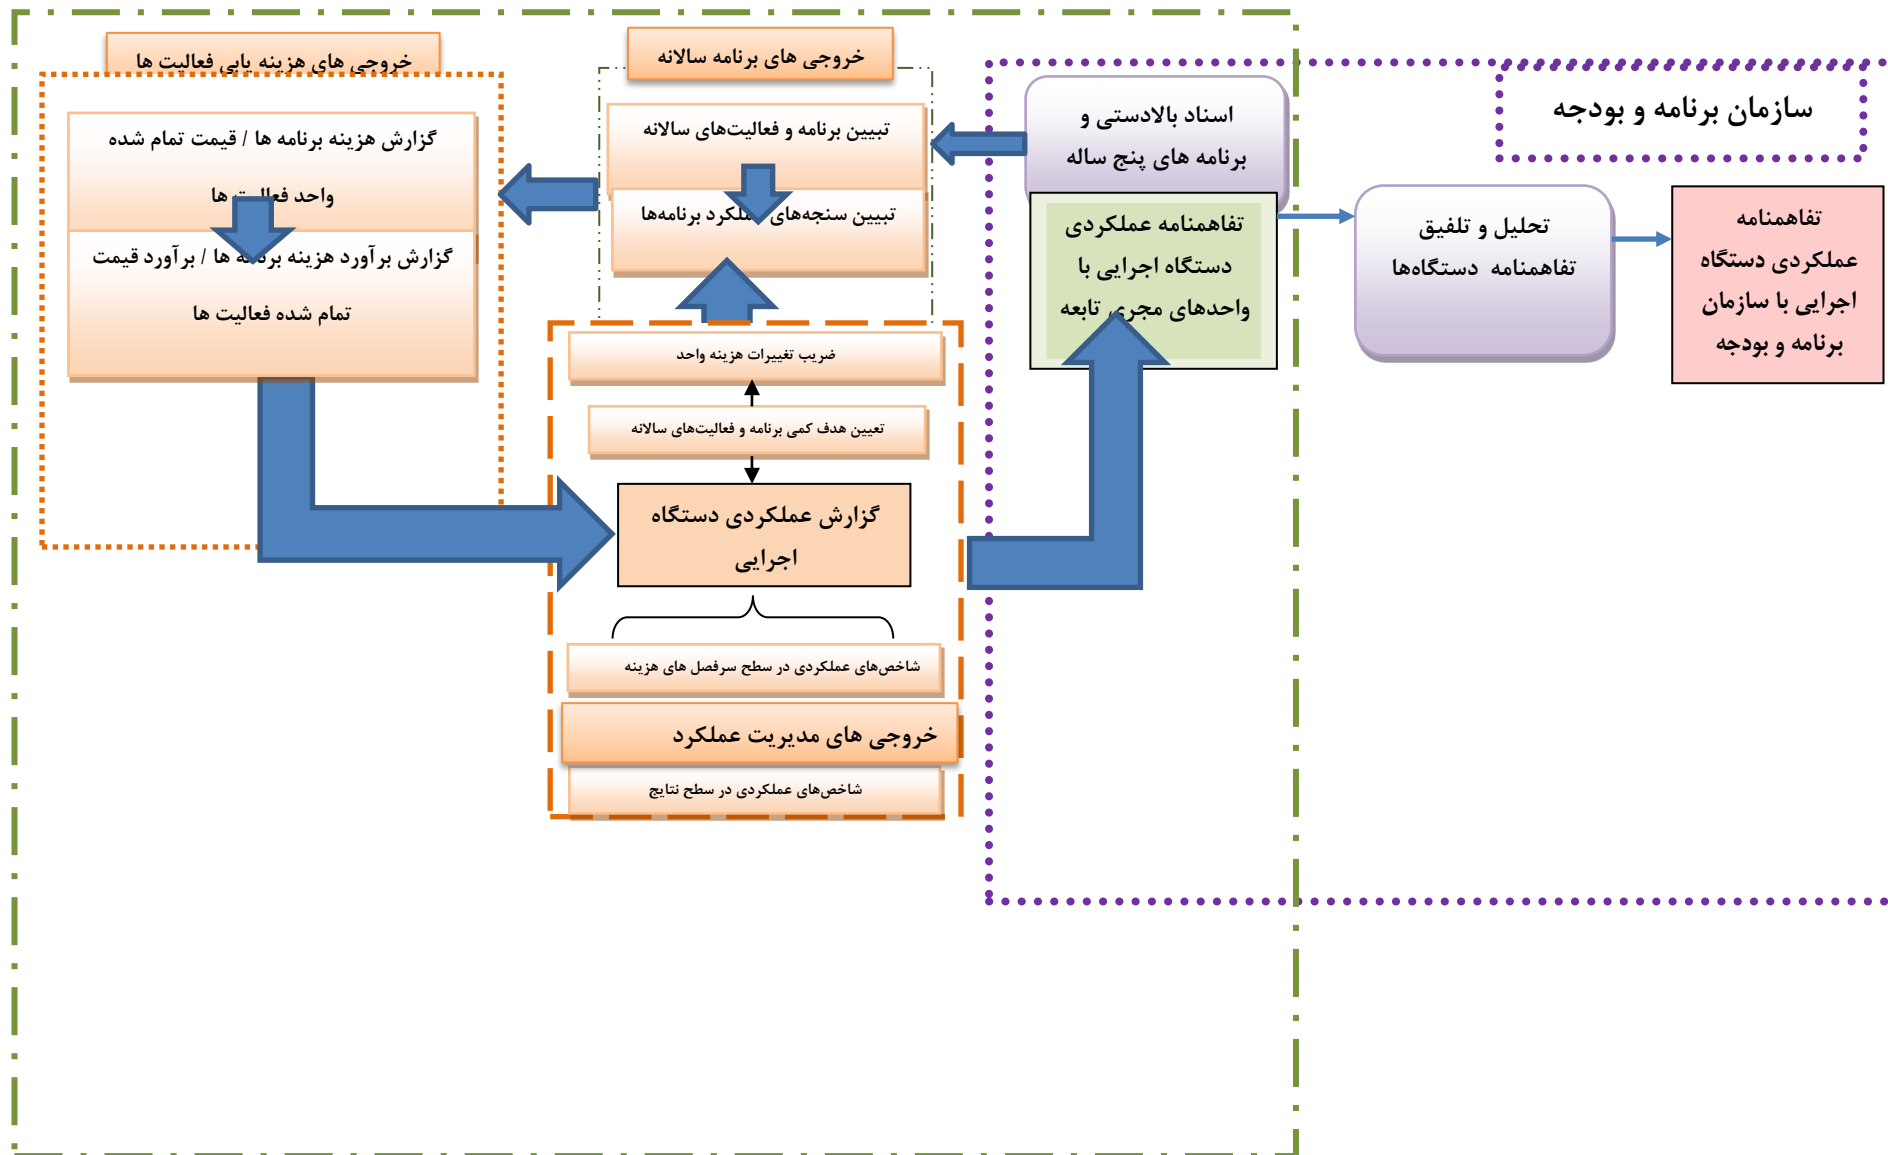 سازمان برنامه و بودجه
اسناد بالادستی و
برنامه های پنج ساله
خروجی های برنامه سالانه
تبیین برنامه و فعالیت‌های سالانه
تبیین سنجه‌های عملکرد برنامه‌ها
خروجی های هزینه یابی فعالیت ها
گزارش هزینه برنامه ها / قیمت تمام شده
واحد فعالیت ها
گزارش برآورد هزینه برنامه ها / برآورد قیمت
تمام شده فعالیت ها
ضریب تغییرات هزینه واحد
تعیین هدف کمی برنامه و فعالیت‌های سالانه
گزارش عملکردی دستگاه
اجرایی
شاخص‌های عملکردی در سطح سرفصل های هزینه
خروجی های مدیریت عملکرد
شاخص‌های عملکردی در سطح نتایج
تفاهمنامه عملکردی
دستگاه اجرایی با
واحدهای مجری تابعه
تحلیل و تلفیق
تفاهمنامه دستگاه‌ها
تفاهمنامه
عملکردی دستگاه
اجرایی با سازمان
برنامه و بودجه